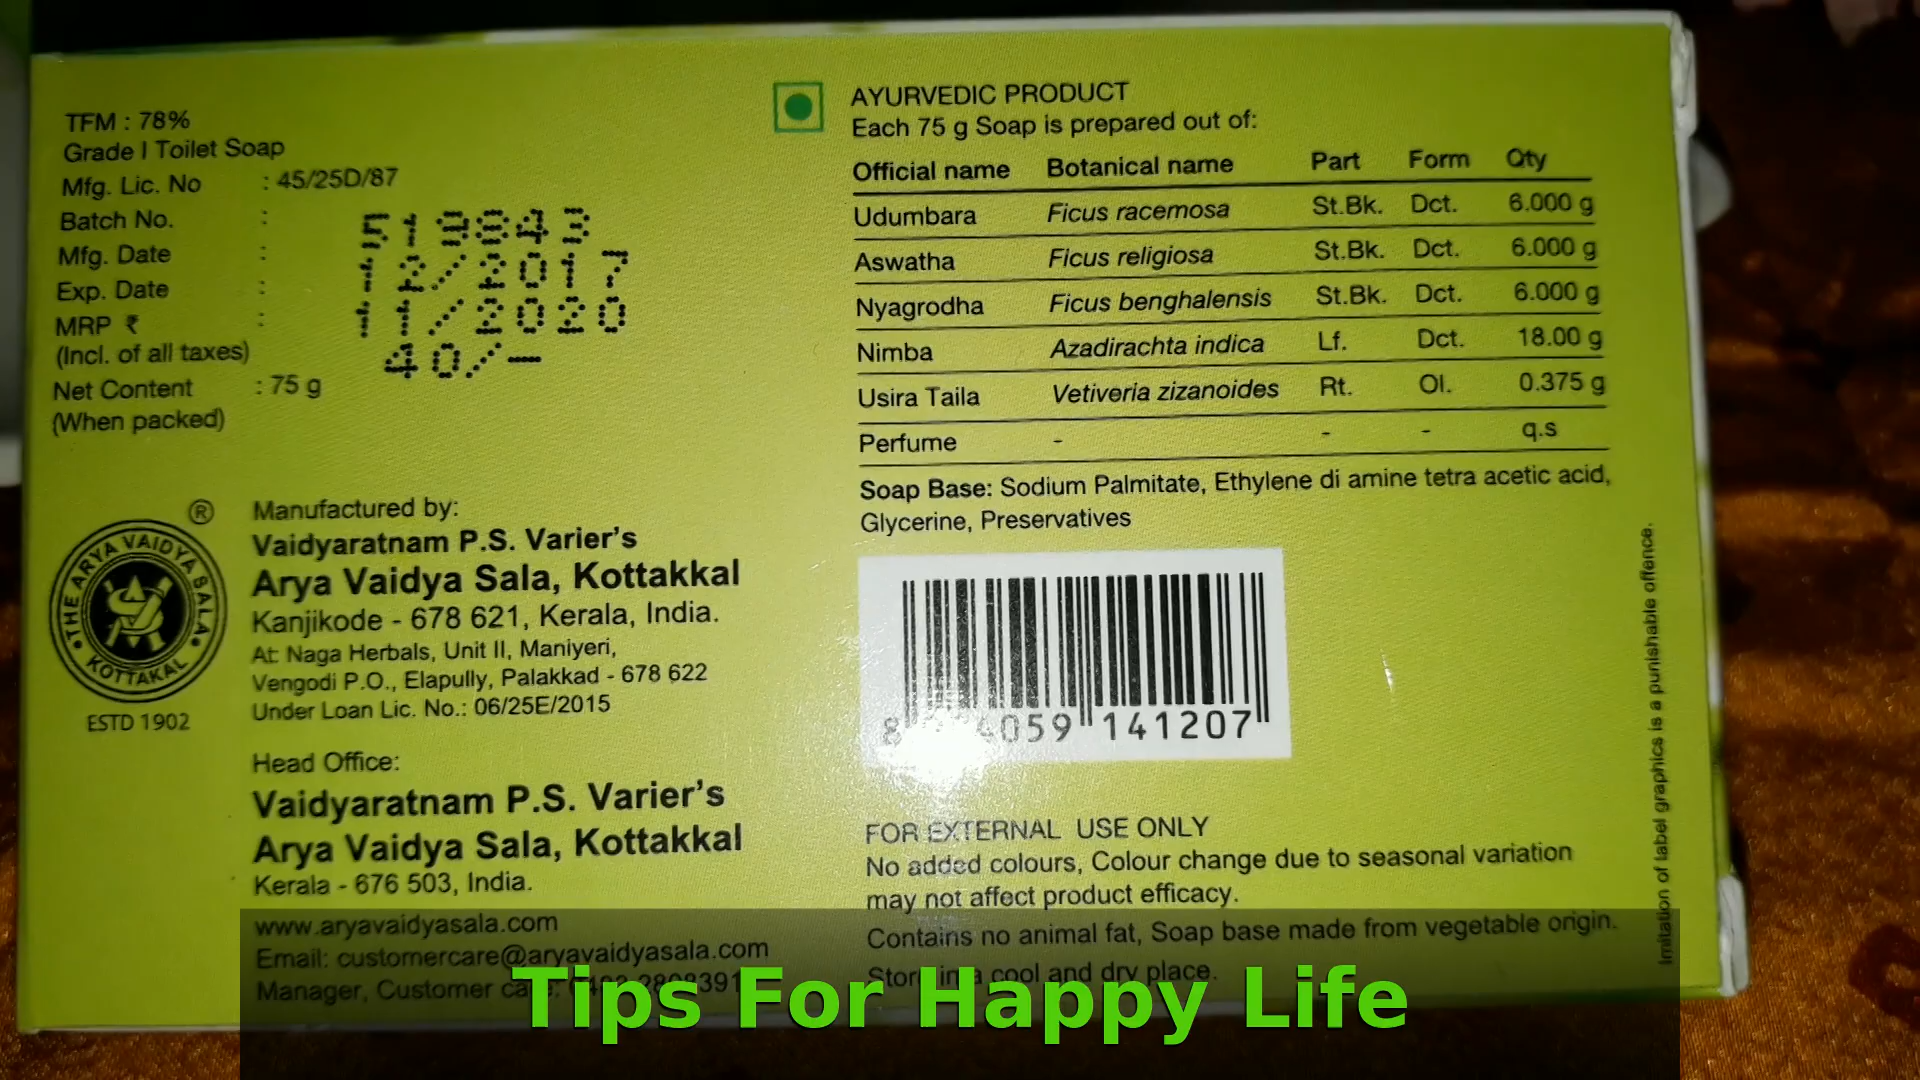 TFM : 78%
Grade I Toilet Soap
Mfg. Lic. No : 45/25D/87
Batch No. : 519843
Mfg. Date : 12/2017
Exp. Date : 11/2020
MRP ₹ : 40/-
(Incl. of all taxes)
Net Content : 75 g
(When packed)
®
THE ARYA VAIDYA SALA
KOTTAKAL
ESTD 1902
Manufactured by:
Vaidyaratnam P.S. Varier's
Arya Vaidya Sala, Kottakkal
Kanjikode - 678 621, Kerala, India.
At: Naga Herbals, Unit II, Maniyeri,
Vengodi P.O., Elapully, Palakkad - 678 622
Under Loan Lic. No.: 06/25E/2015
Head Office:
Vaidyaratnam P.S. Varier's
Arya Vaidya Sala, Kottakkal
Kerala - 676 503, India.
www.aryavaidyasala.com
Email: customercare@aryavaidyasala.com
Manager, Customer
AYURVEDIC PRODUCT
Each 75 g Soap is prepared out of:
Official name Botanical name Part Form Qty
Udumbara Ficus racemosa St.Bk. Dct. 6.000 g
Aswatha Ficus religiosa St.Bk. Dct. 6.000 g
Nyagrodha Ficus benghalensis St.Bk. Dct. 6.000 g
Nimba Azadirachta indica Lf. Dct. 18.00 g
Usira Taila Vetiveria zizanoides Rt. Ol. 0.375 g
Perfume - - - q.s
Soap Base: Sodium Palmitate, Ethylene di amine tetra acetic acid,
Glycerine, Preservatives
141207
FOR EXTERNAL USE ONLY
No added colours, Colour change due to seasonal variation
may not affect product efficacy.
Contains no animal fat, Soap base made from vegetable origin.
Store in a cool and dry place.
Imitation of label graphics is a punishable offence.
Tips For Happy Life